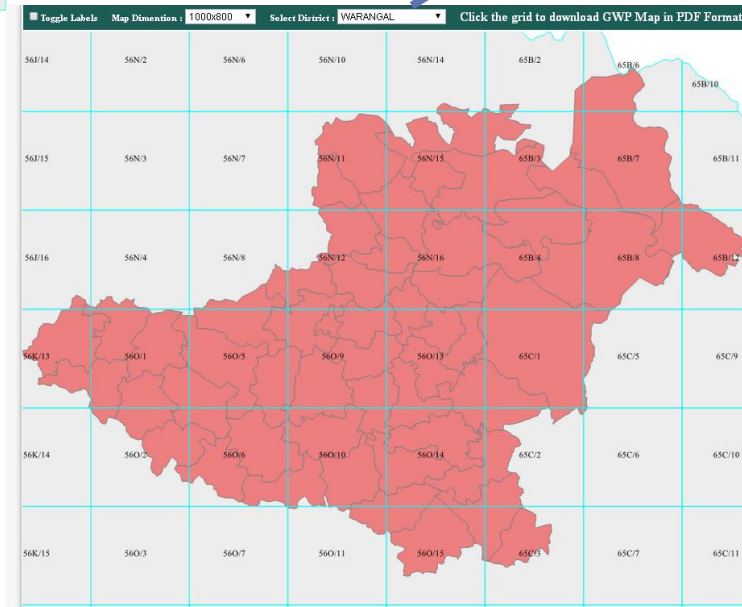 Toggle Labels Map Dimention : 1000x800 Select District : WARANGAL Click the grid to download GWP Map in PDF Format
56J/14 56N/2 56N/6 56N/10 56N/14 65B/2 65B/6
65B/10
56J/15 56N/3 56N/7 56N/11 56N/15 65B/3 65B/7 65B/11
56J/16 56N/4 56N/8 56N/12 56N/16 65B/4 65B/8 65B/12
56K/13 56O/1 56O/5 56O/9 56O/13 65C/1 65C/5 65C/9
56K/14 56O/2 56O/6 56O/10 56O/14 65C/2 65C/6 65C/10
56K/15 56O/3 56O/7 56O/11 56O/15 65C/3 65C/7 65C/11